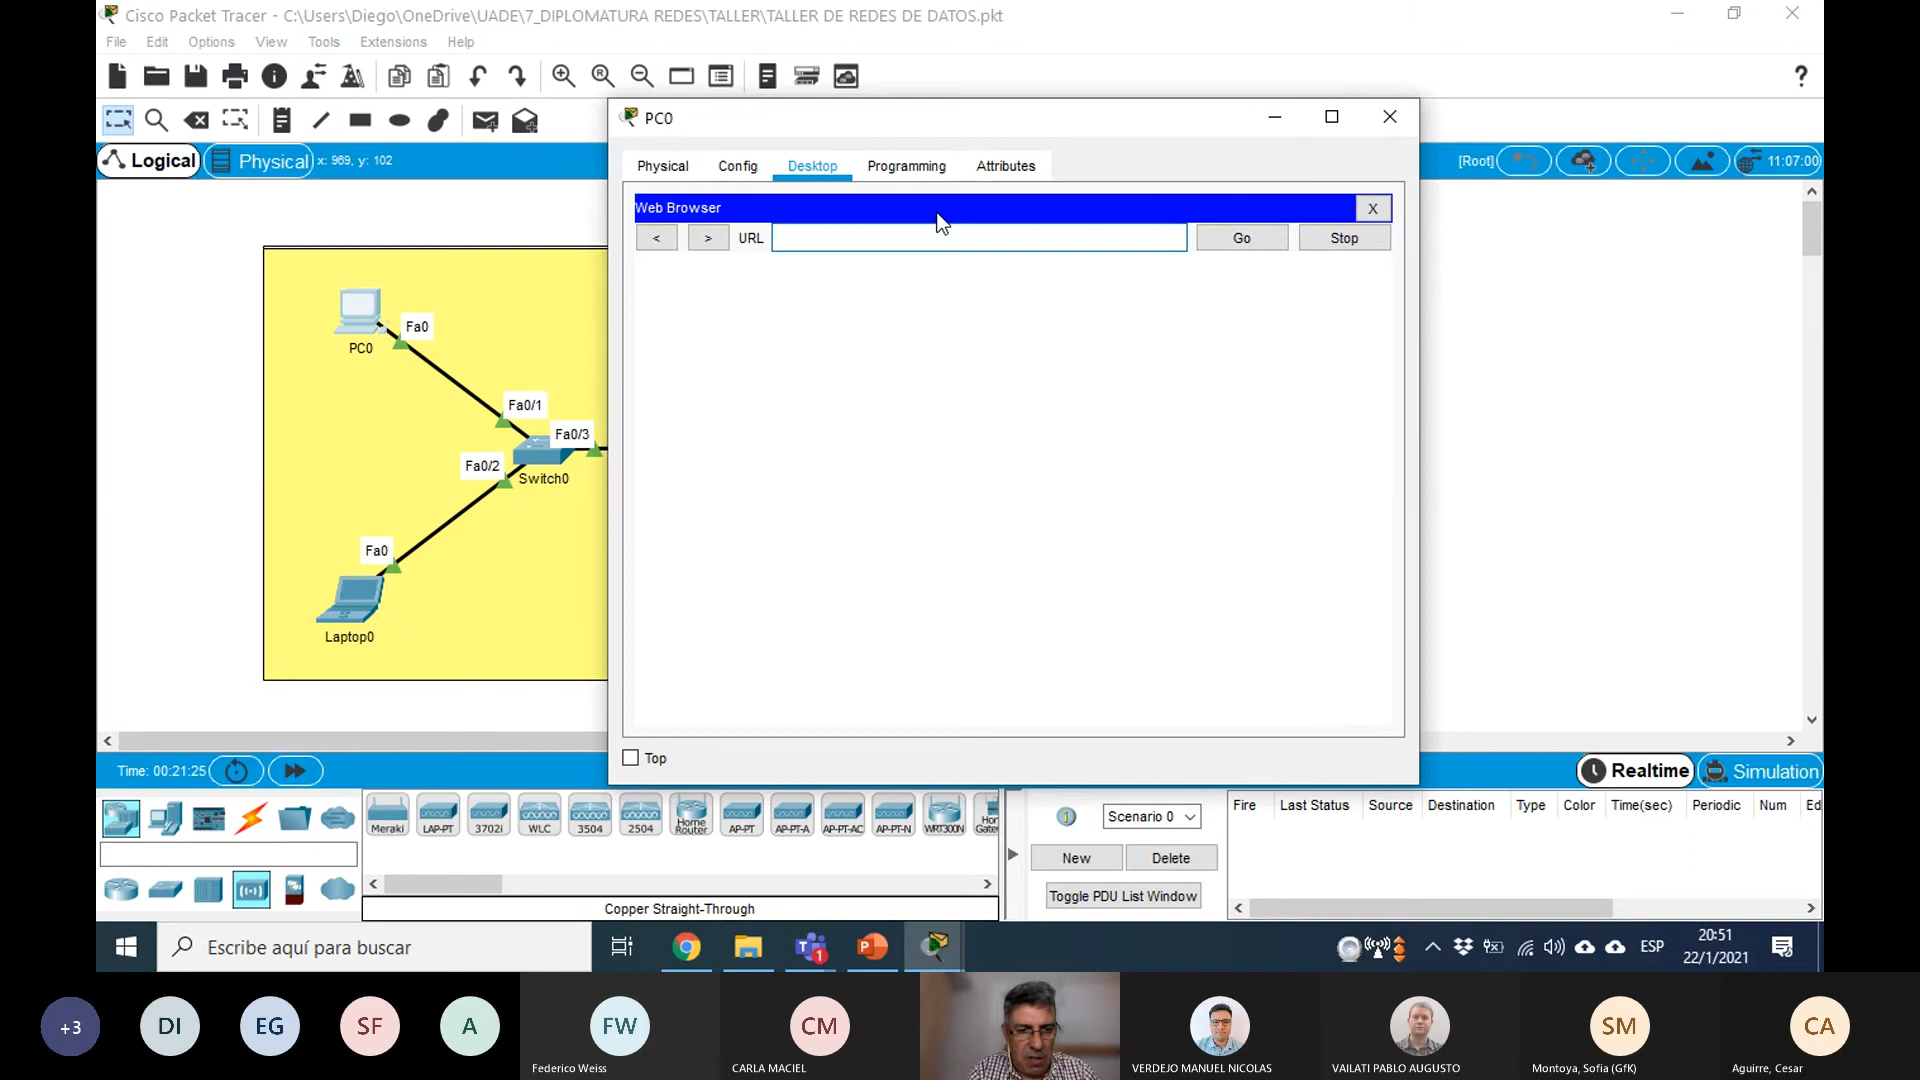 Cisco Packet Tracer - C:\Users\Diego\OneDrive\UADE\7_DIPLOMATURA REDES\TALLER\TALLER DE REDES DE DATOS.pkt
File Edit Options View Tools Extensions Help
?
Logical Physical x: 969, y: 102 [Root] 11:07:00
PC0
Physical Config Desktop Programming Attributes
Web Browser X
< > URL Go Stop
Top
PC0
Fa0
Fa0/1
Fa0/3
Fa0/2
Switch0
Fa0
Laptop0
Time: 00:21:25 Realtime Simulation
Meraki LAP-PT 3702i WLC 3504 2504 Home Router AP-PT AP-PT-A AP-PT-AC AP-PT-N WRT300N
Copper Straight-Through
Scenario 0
New Delete
Toggle PDU List Window
Fire Last Status Source Destination Type Color Time(sec) Periodic Num Ed
Escribe aquí para buscar
1
ESP
20:51
22/1/2021
+3 DI EG SF A FW CM SM CA
Federico Weiss CARLA MACIEL VERDEJO MANUEL NICOLAS VAILATI PABLO AUGUSTO Montoya, Sofia (GfK) Aguirre, Cesar